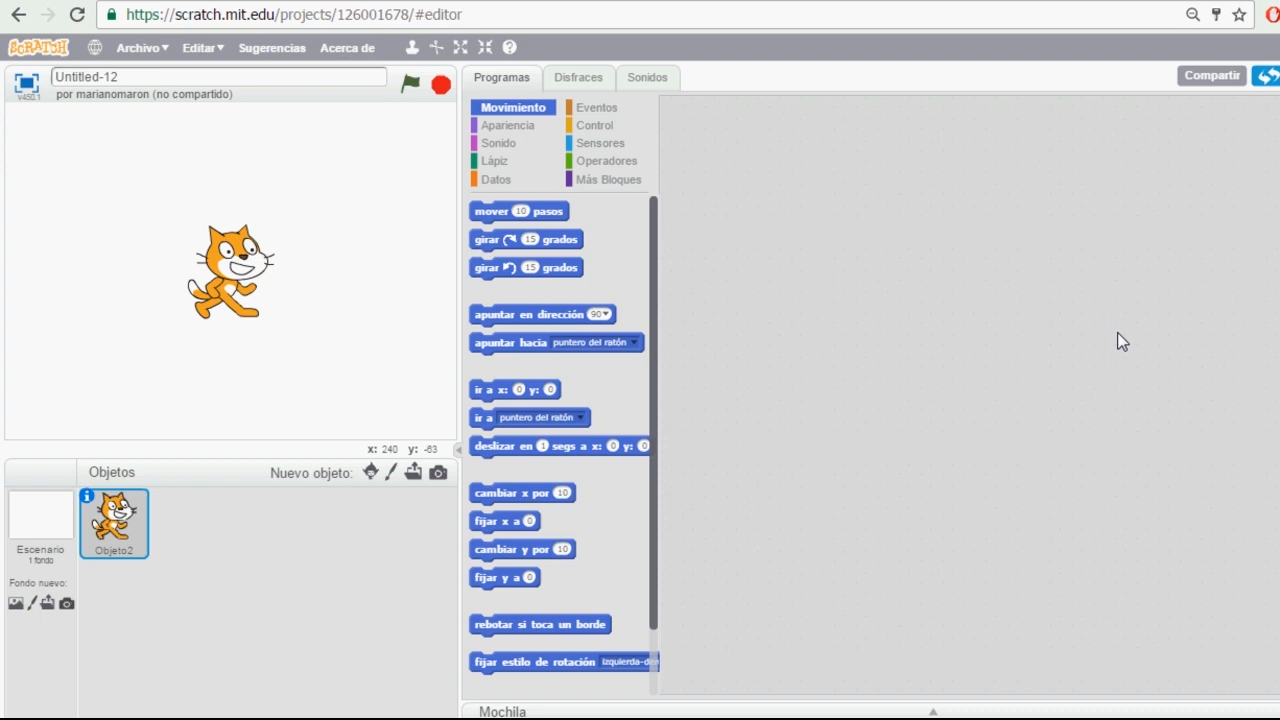 https://scratch.mit.edu/projects/126001678/#editor
SCRATCH Archivo Editar Sugerencias Acerca de
Untitled-12
por marianomaron (no compartido)
v450.1
Programas Disfraces Sonidos
Compartir
Movimiento Eventos
Apariencia Control
Sonido Sensores
Lápiz Operadores
Datos Más Bloques
mover 10 pasos
girar 15 grados
girar 15 grados
apuntar en dirección 90
apuntar hacia puntero del ratón
ir a x: 0 y: 0
ir a puntero del ratón
deslizar en 1 segs a x: 0 y: 0
cambiar x por 10
fijar x a 0
cambiar y por 10
fijar y a 0
rebotar si toca un borde
fijar estilo de rotación izquierda-de
x: 240 y: -63
Objetos Nuevo objeto:
Escenario
1 fondo
Fondo nuevo:
Objeto2
Mochila